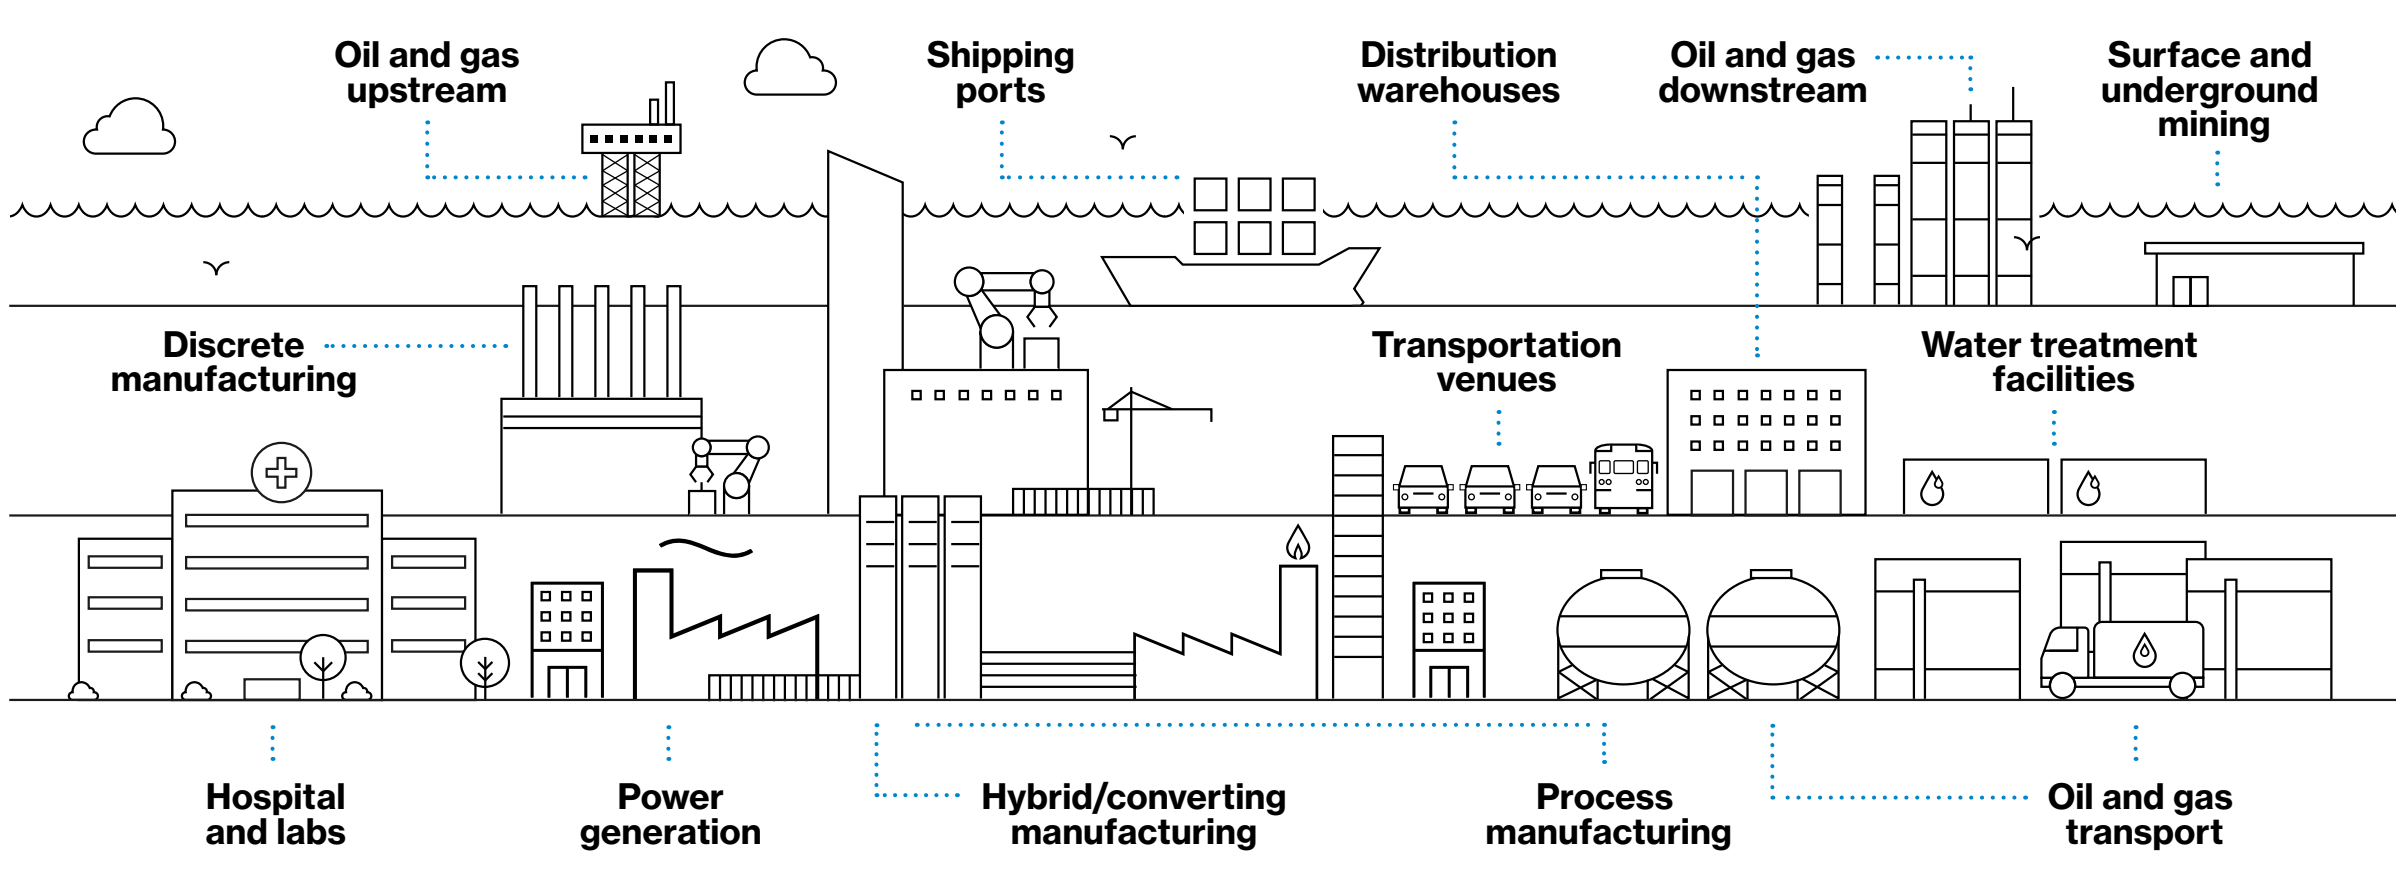 Oil and gas
upstream
Shipping
ports
Distribution
warehouses
Oil and gas
downstream
Surface and
underground
mining
Discrete
manufacturing
Transportation
venues
Water treatment
facilities
Hospital
and labs
Power
generation
Hybrid/converting
manufacturing
Process
manufacturing
Oil and gas
transport